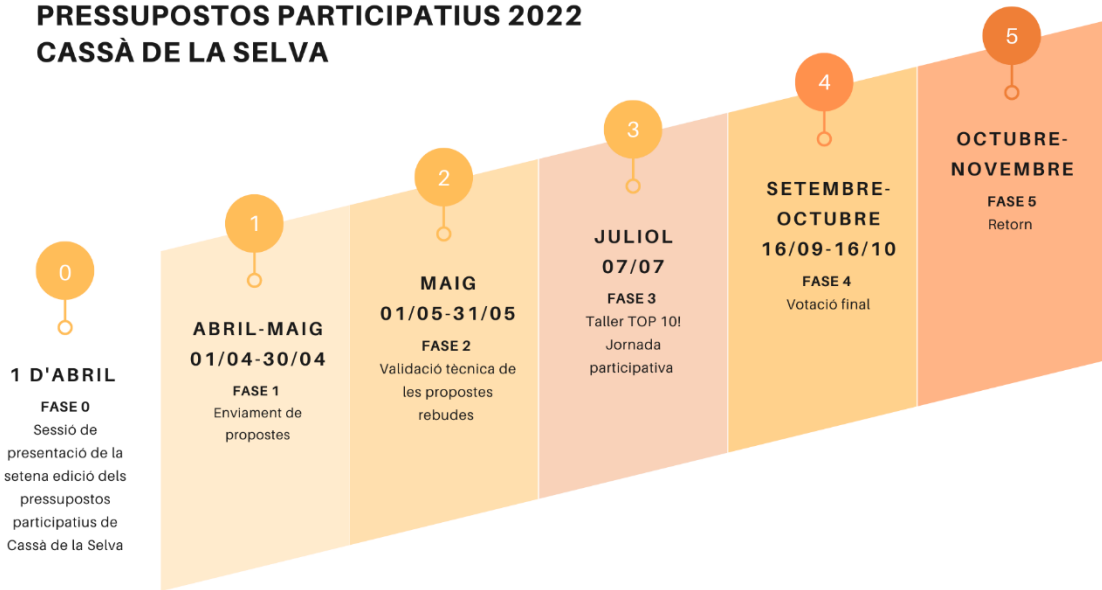 PRESSUPOSTOS PARTICIPATIUS 2022
CASSÀ DE LA SELVA
0
1 D'ABRIL
FASE 0
Sessió de
presentació de la
setena edició dels
pressupostos
participatius de
Cassà de la Selva
1
ABRIL-MAIG
01/04-30/04
FASE 1
Enviament de
propostes
2
MAIG
01/05-31/05
FASE 2
Validació tècnica de
les propostes
rebudes
3
JULIOL
07/07
FASE 3
Taller TOP 10!
Jornada
participativa
4
SETEMBRE-
OCTUBRE
16/09-16/10
FASE 4
Votació final
5
OCTUBRE-
NOVEMBRE
FASE 5
Retorn